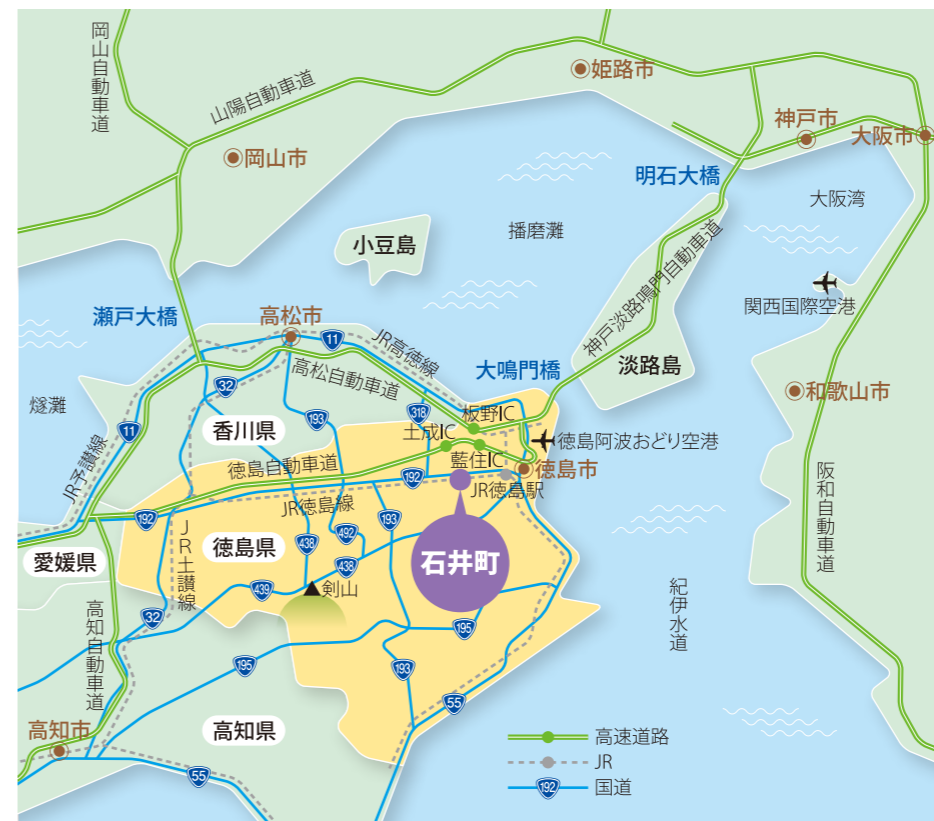 岡山自動車道
山陽自動車道
姫路市
神戸市
大阪市
岡山市
明石大橋
大阪湾
小豆島
播磨灘
神戸淡路鳴門自動車道
関西国際空港
瀬戸大橋
高松市
11
JR高徳線
大鳴門橋
淡路島
和歌山市
燧灘
32
高松自動車道
193
318
板野IC
11
香川県
土成IC
徳島阿波おどり空港
JR予讃線
徳島自動車道
藍住IC
徳島市
192
JR徳島駅
阪和自動車道
JR徳島線
192
193
JR土讃線
徳島県
438
492
石井町
愛媛県
438
439
剣山
紀伊水道
高知自動車道
32
195
195
193
55
高知市
高知県
高速道路
JR
55
192
国道